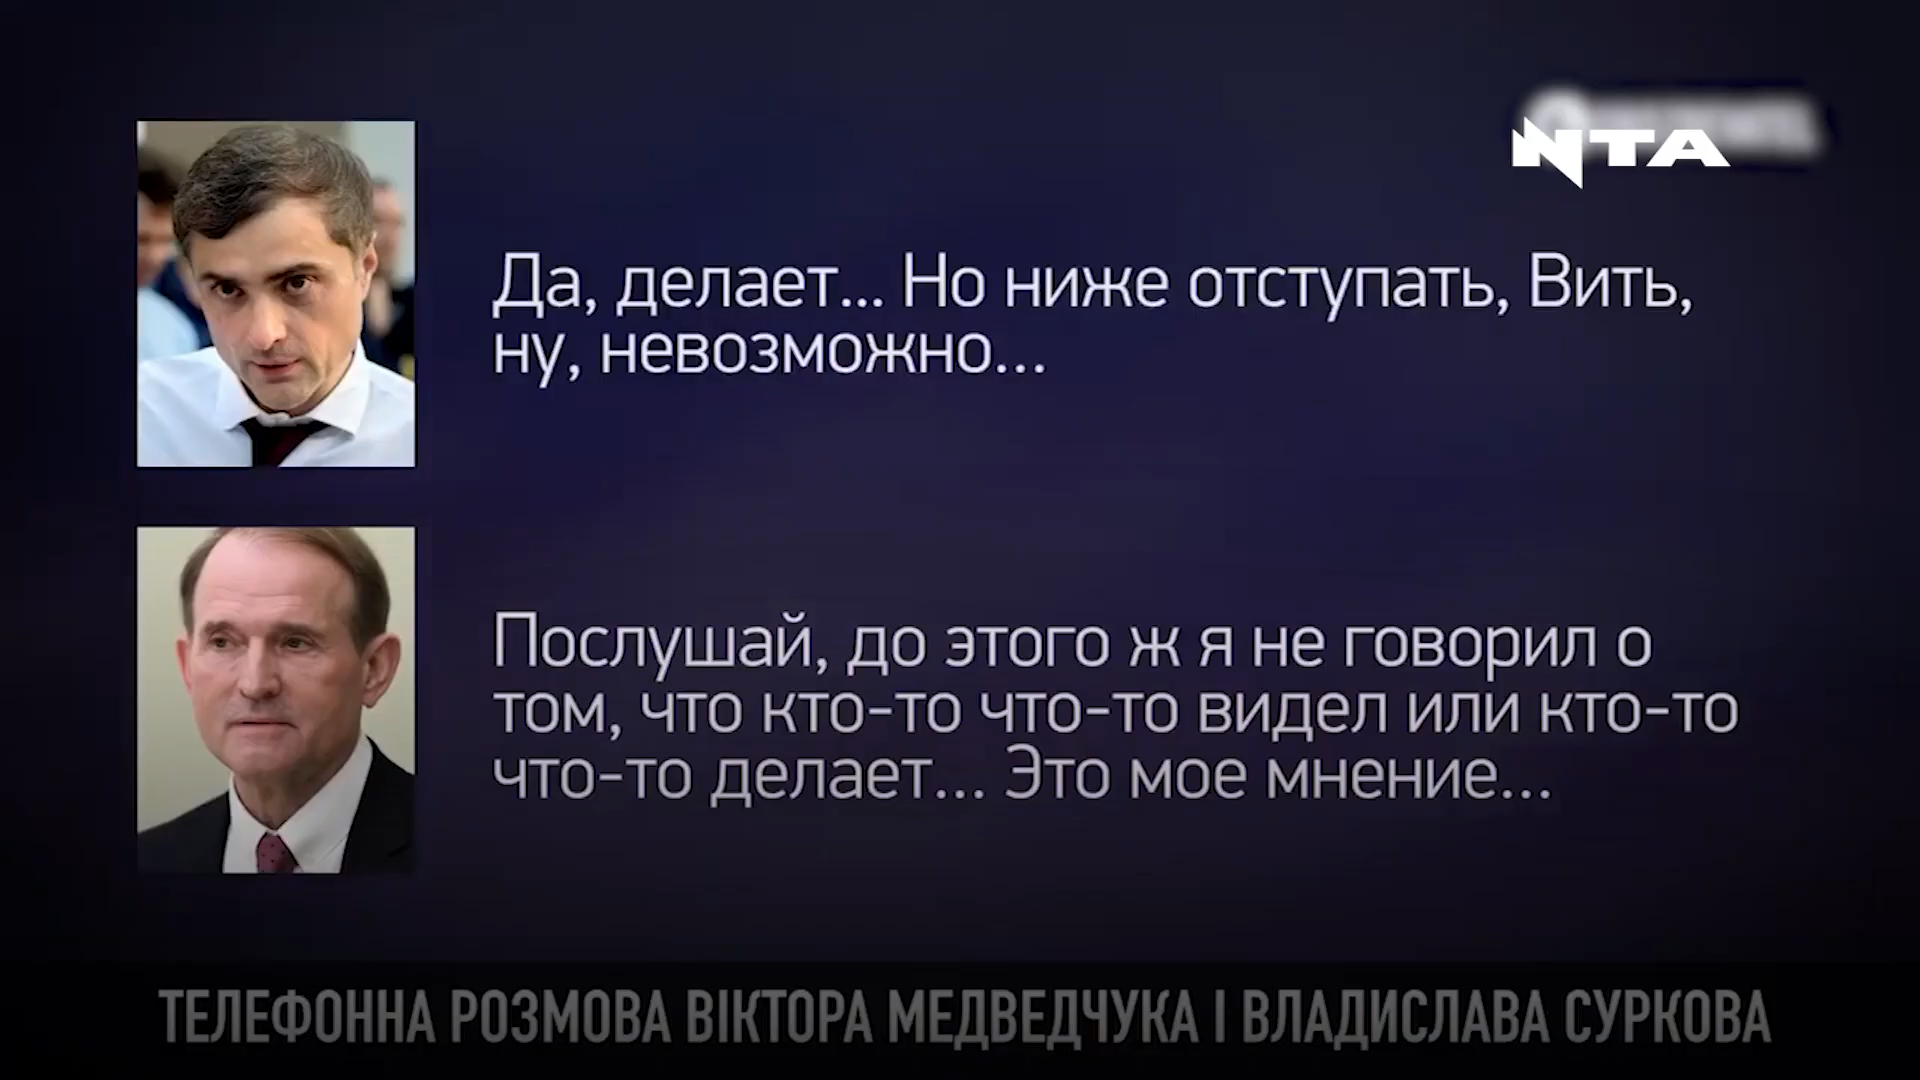 NTA
Да, делает... Но ниже отступать, Вить,
ну, невозможно...
Послушай, до этого ж я не говорил о
том, что кто-то что-то видел или кто-то
что-то делает... Это мое мнение...
ТЕЛЕФОННА РОЗМОВА ВІКТОРА МЕДВЕДЧУКА І ВЛАДИСЛАВА СУРКОВА